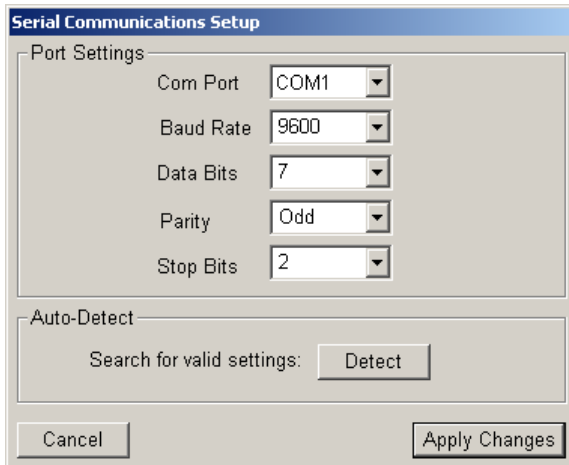 Serial Communications Setup
Port Settings
Com Port COM1
Baud Rate 9600
Data Bits 7
Parity Odd
Stop Bits 2
Auto-Detect
Search for valid settings: Detect
Cancel Apply Changes